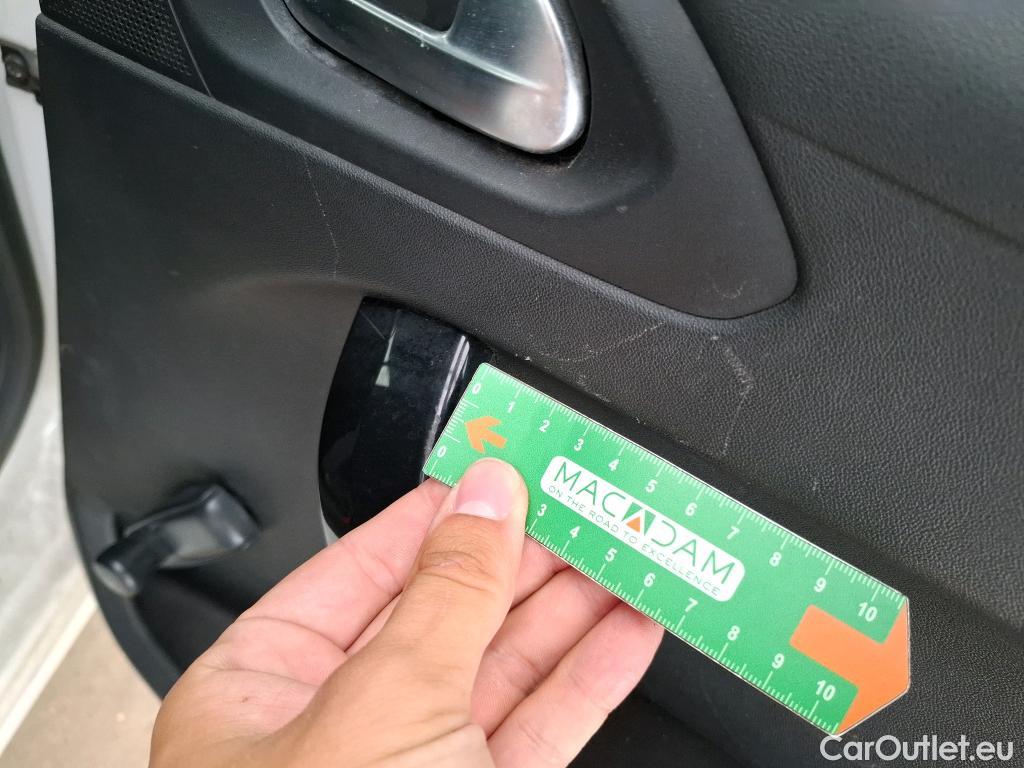 0 1 2 3 4 5 6 7 8 9 10
MACADAM
ON THE ROAD TO EXCELLENCE
0 3 4 5 6 7 8 9 10
CarOutlet.eu